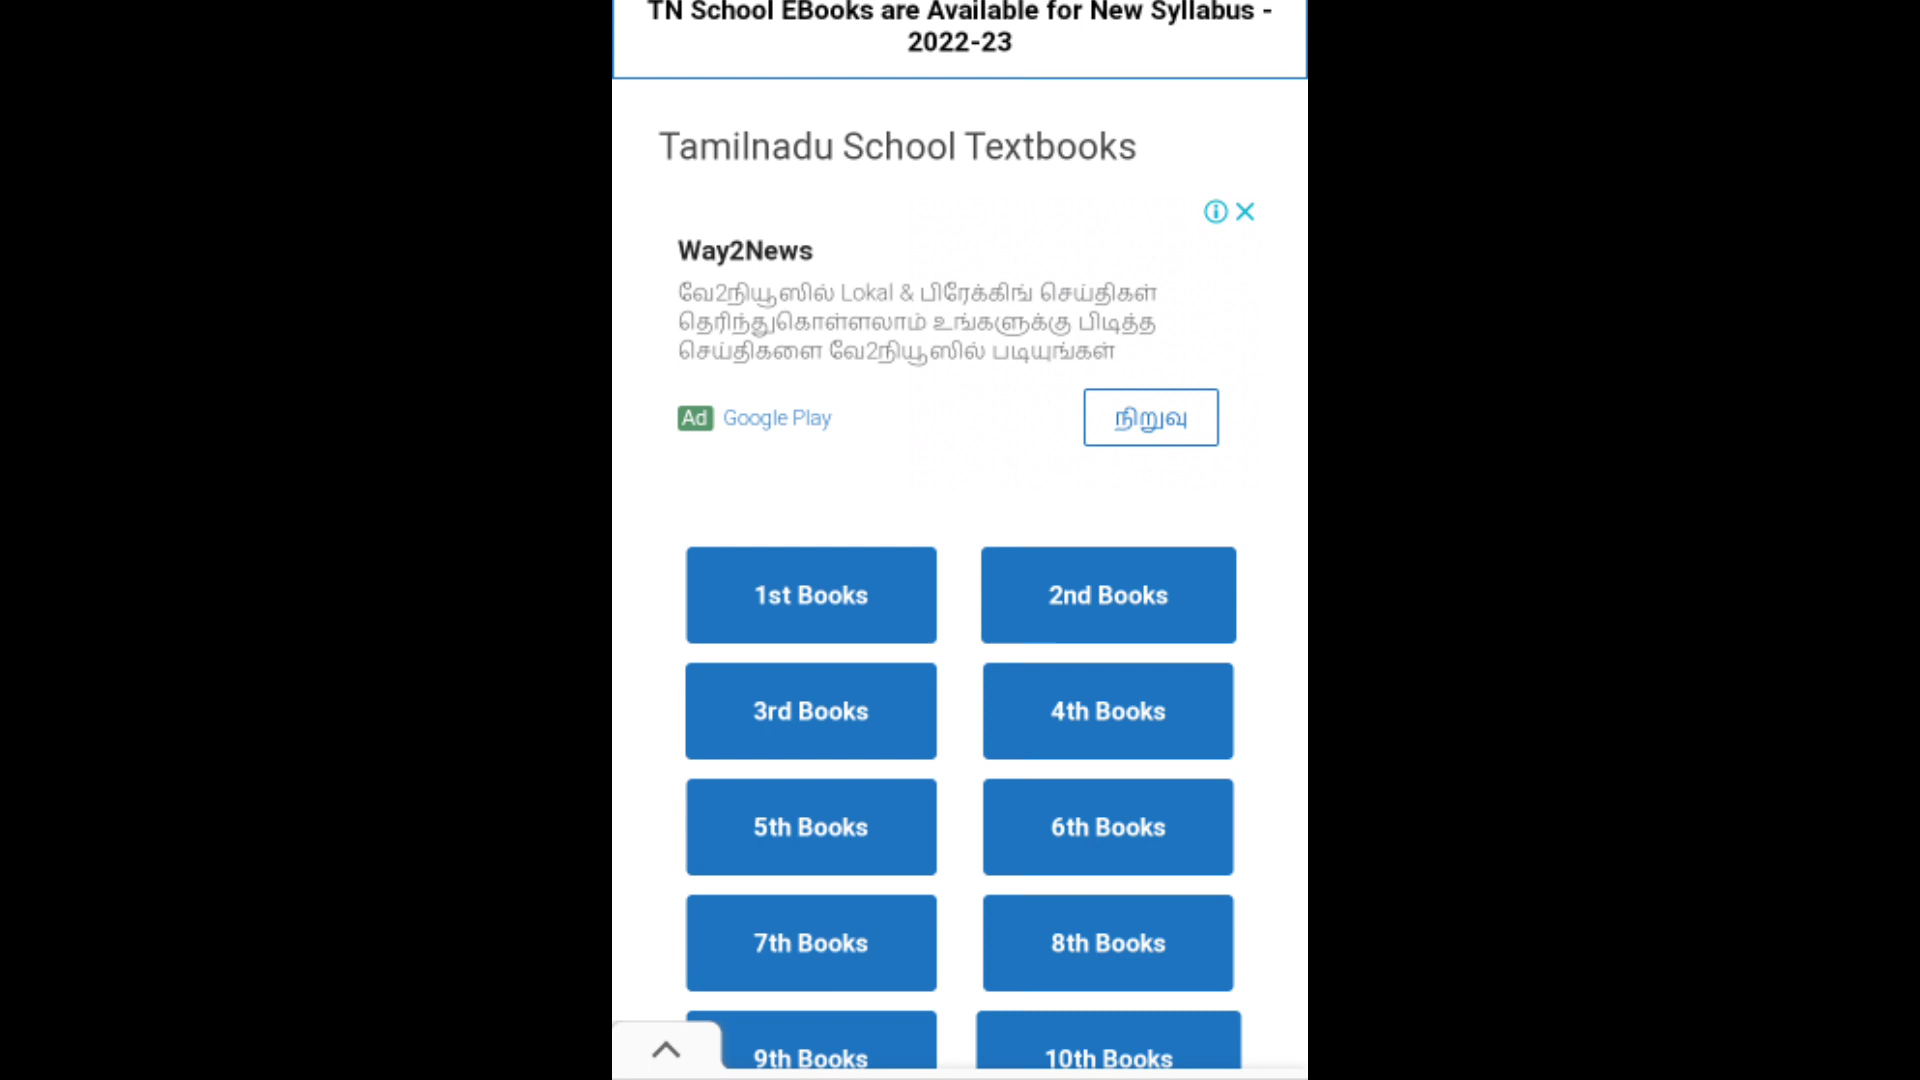 TN School EBooks are Available for New Syllabus -
2022-23
Tamilnadu School Textbooks
Way2News
வே2நியூஸில் Lokal & பிரேக்கிங் செய்திகள்
தெரிந்துகொள்ளலாம் உங்களுக்கு பிடித்த
செய்திகளை வே2நியூஸில் படியுங்கள்
Ad Google Play
நிறுவு
1st Books
2nd Books
3rd Books
4th Books
5th Books
6th Books
7th Books
8th Books
9th Books
10th Books